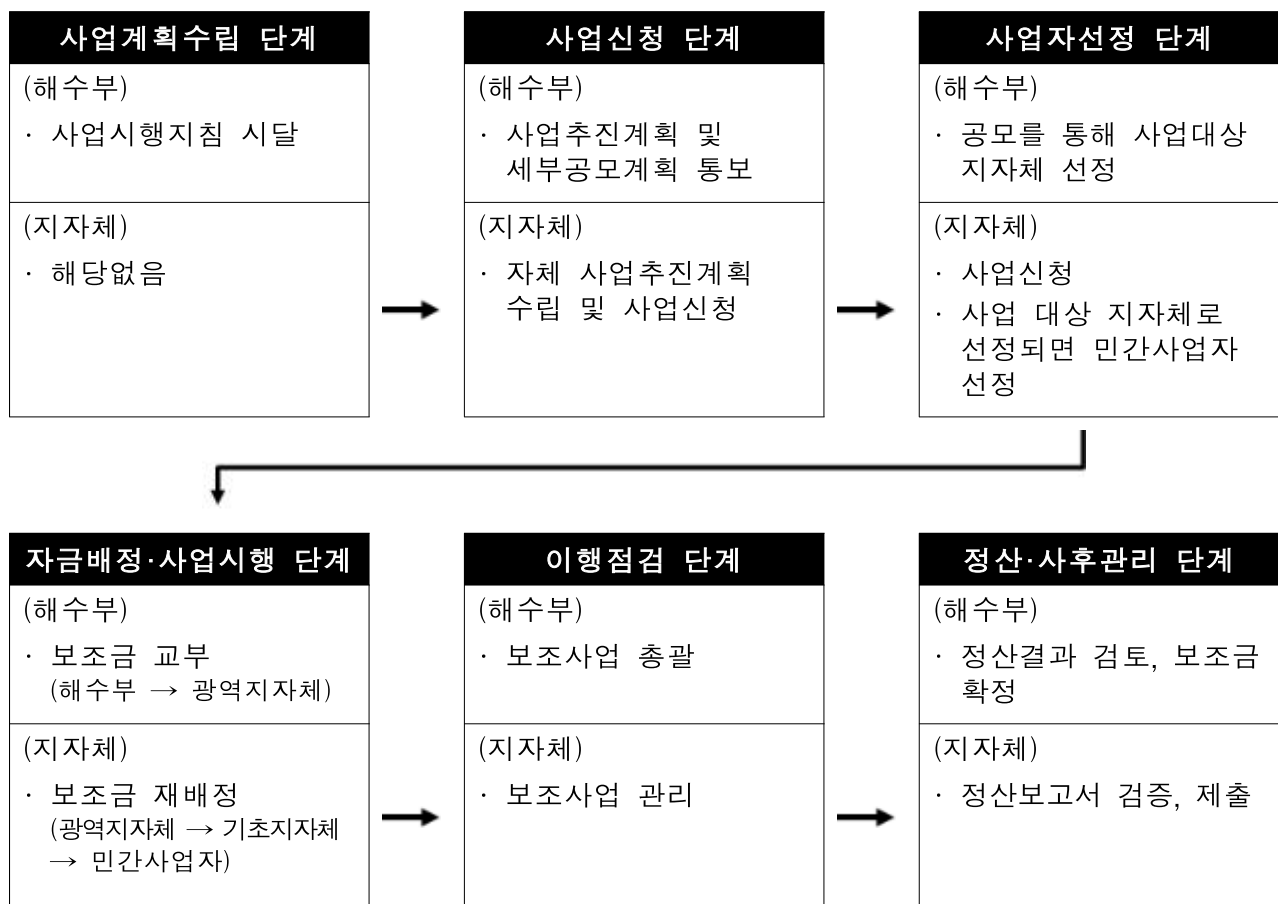 사업계획수립 단계
(해수부)
· 사업시행지침 시달
(지자체)
· 해당없음
사업신청 단계
(해수부)
· 사업추진계획 및
세부공모계획 통보
(지자체)
· 자체 사업추진계획
수립 및 사업신청
사업자선정 단계
(해수부)
· 공모를 통해 사업대상
지자체 선정
(지자체)
· 사업신청
· 사업 대상 지자체로
선정되면 민간사업자
선정
자금배정·사업시행 단계
(해수부)
· 보조금 교부
(해수부 → 광역지자체)
(지자체)
· 보조금 재배정
(광역지자체 → 기초지자체
→ 민간사업자)
이행점검 단계
(해수부)
· 보조사업 총괄
(지자체)
· 보조사업 관리
정산·사후관리 단계
(해수부)
· 정산결과 검토, 보조금
확정
(지자체)
· 정산보고서 검증, 제출